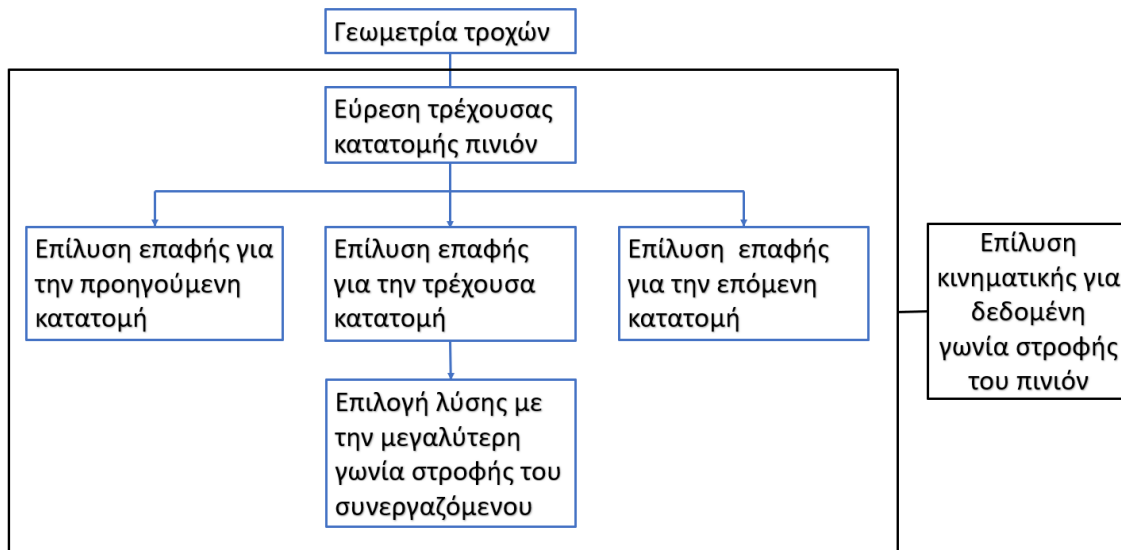 Γεωμετρία τροχών
Εύρεση τρέχουσας
κατατομής πινιόν
Επίλυση επαφής για
την προηγούμενη
κατατομή
Επίλυση επαφής
για την τρέχουσα
κατατομή
Επίλυση επαφής
για την επόμενη
κατατομή
Επίλυση
κινηματικής για
δεδομένη
γωνία στροφής
του πινιόν
Επιλογή λύσης με
την μεγαλύτερη
γωνία στροφής του
συνεργαζόμενου